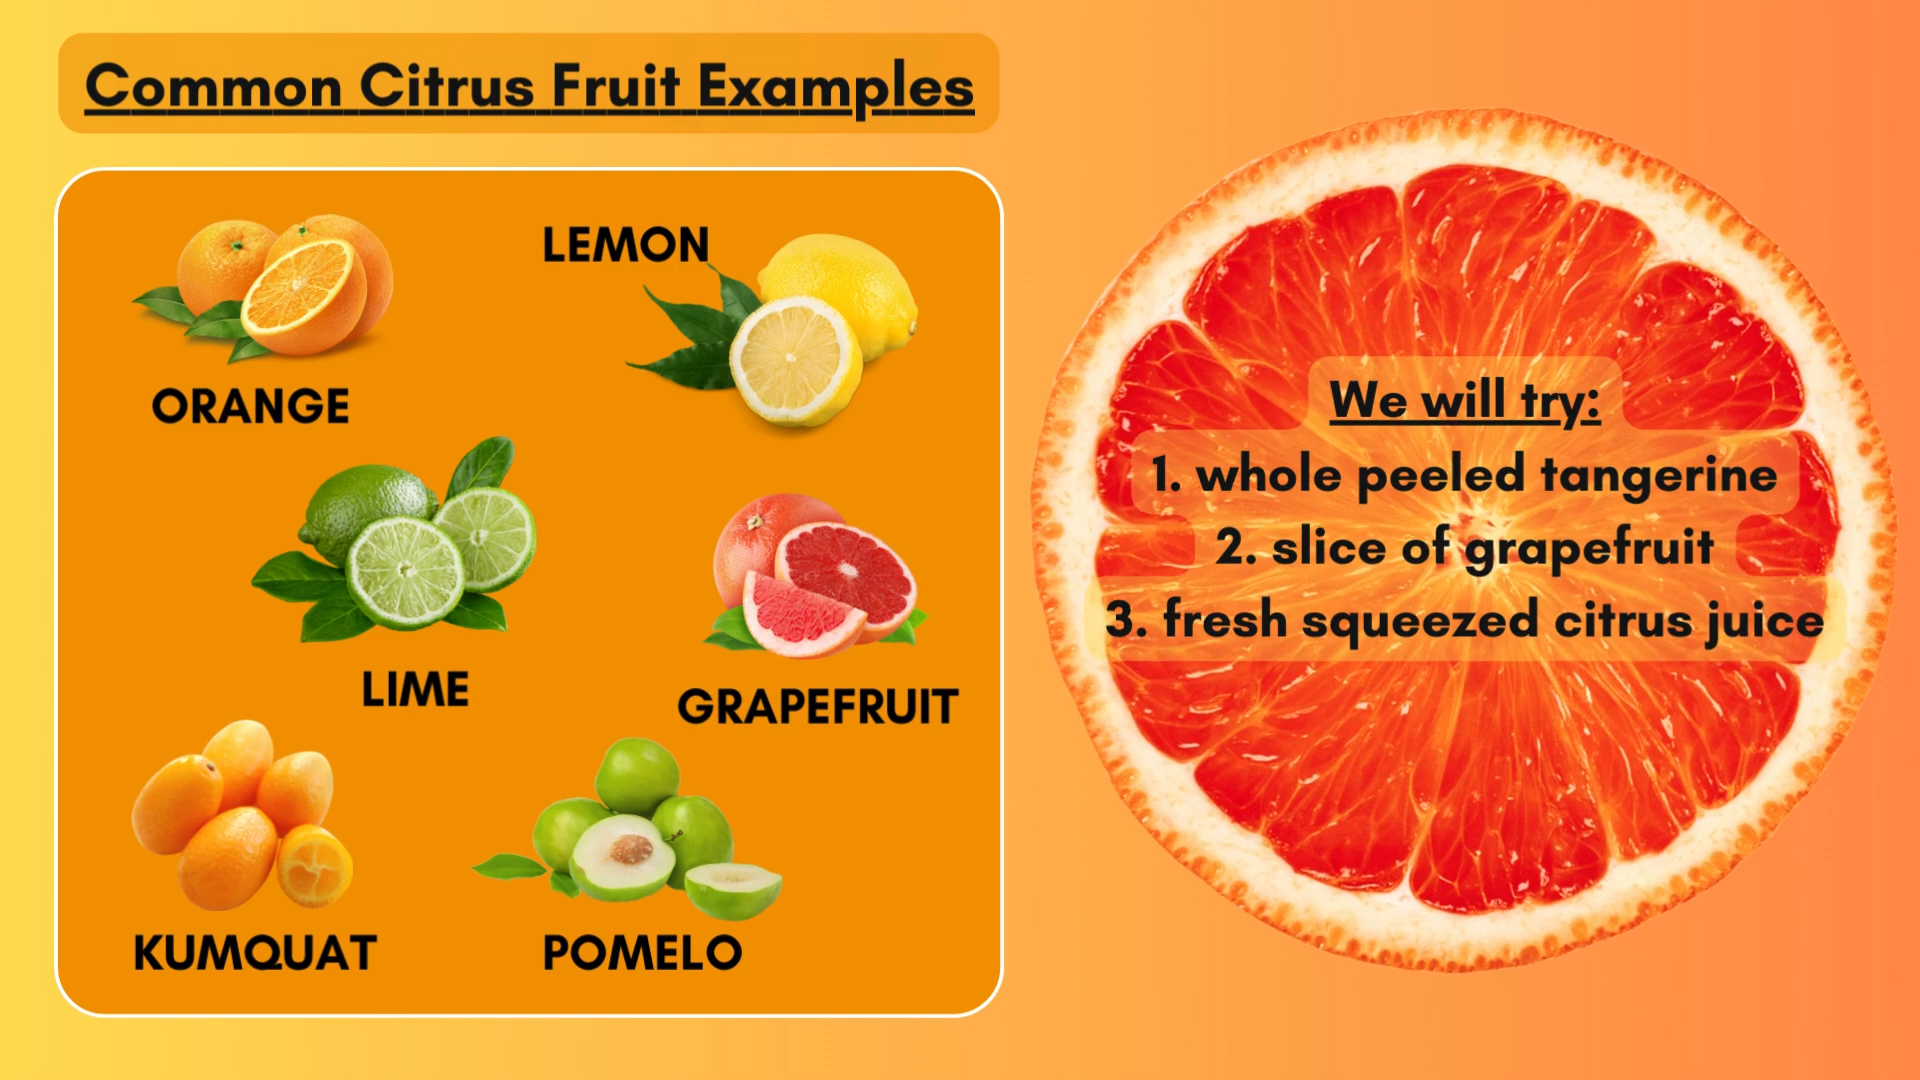 Common Citrus Fruit Examples
LEMON
ORANGE
LIME
GRAPEFRUIT
KUMQUAT
POMELO
We will try:
1. whole peeled tangerine
2. slice of grapefruit
3. fresh squeezed citrus juice